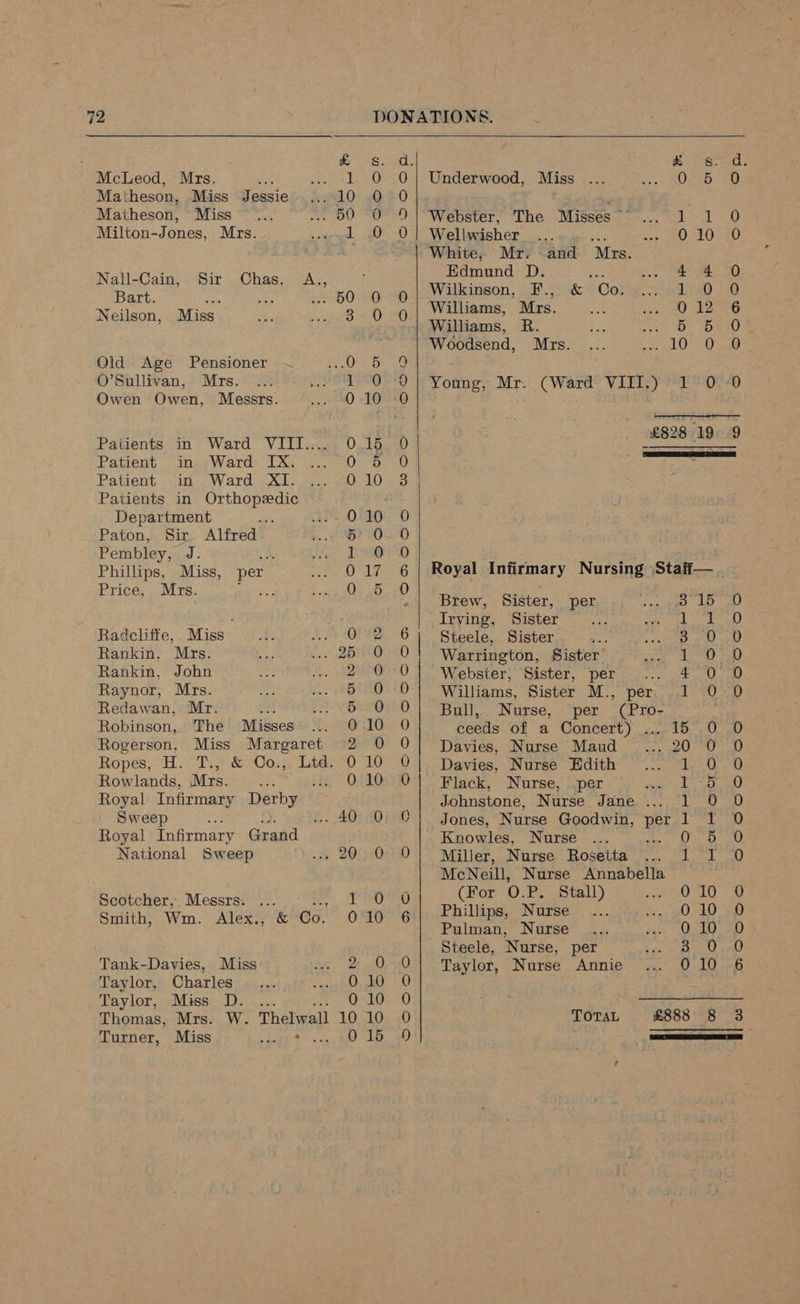 72 DONATIONS.
£ s. d.
McLeod, Mrs. ... ... 1 0 0
Matheson, Miss Jessie ... 10 0 0
Matheson, Miss ... ... 50 0 0
Milton-Jones, Mrs. ... 1 0 0
Nall-Cain, Sir Chas. A.,
Bart. ... ... ... 50 0 0
Neilson, Miss ... ... 3 0 0
Old Age Pensioner ...0 5 0
O'Sullivan, Mrs. ... ... 1 0 0
Owen Owen, Messrs. ... 0 10 0
Patients in Ward VIII.... 0 15 0
Patient in Ward IX. ... 0 5 0
Patient in Ward XI. ... 0 10 3
Patients in Orthopædic
Department ... ... 0 10 0
Paton, Sir Alfred ... 5 0 0
Pembley, J. ... ... 1 0 0
Phillips, Miss, per ... 0 17 6
Price, Mrs. ... ... 0 5 0
Radcliffe, Miss ... ... 0 2 6
Rankin, Mrs. ... ... 25 0 0
Rankin, John ... ... 2 0 0
Raynor, Mrs. ... ... 5 0 0
Redawan, Mr. ... ... 5 0 0
Robinson, The Misses ... 0 10 0
Rogerson, Miss Margaret 2 0 0
Ropes, H. T., & Co., Ltd. 0 10 0
Rowlands, Mrs. ... ... 0 10 0
Royal Infirmary Derby
Sweep ... ... ... 40 0 0
Royal Infirmary Grand
National Sweep ... 20 0 0
Scotcher, Messrs. ... ... 1 0 0
Smith, Wm. Alex., & Co. 0 10 6
Tank-Davies, Miss ... 2 0 0
Taylor, Charles ... ... 0 10 0
Taylor, Miss D. ... ... 0 10 0
Thomas, Mrs. W. Thelwall 10 10 0
Turner, Miss ... ... 0 15 0
£ s. d.
Underwood, Miss ... ... 0 5 0
Webster, The Misses ... 1 1 0
Wellwisher ... ... ... 0 10 0
White, Mr. and Mrs.
Edmund D. ... ... 4 4 0
Wilkinson, F., & Co. ... 1 0 0
Williams, Mrs. ... ... 0 12 6
Williams, R. ... ... 5 5 0
Woodsend, Mrs. ... ... 10 0 0
Young, Mr. (Ward VIII.) 1 0 0
£828 19 9
Royal Infirmary Nursing Staff—
Brew, Sister, per ... 3 15 0
Irving, Sister ... ... 1 1 0
Steele, Sister ... ... 3 0 0
Warrington, Sister ... 1 0 0
Webster, Sister, per ... 4 0 0
Williams, Sister M., per 1 0 0
Bull, Nurse, per (Pro-
ceeds of a Concert) ... 15 0 0
Davies, Nurse Maud ... 20 0 0
Davies, Nurse Edith ... 1 0 0
Flack, Nurse, per ... 1 5 0
Johnstone, Nurse Jane ... 1 0 0
Jones, Nurse Goodwin, per 1 1 0
Knowles, Nurse ... ... 0 5 0
Miller, Nurse Rosetta ... 1 1 0
McNeill, Nurse Annabella
(For O.P. Stall) ... 0 10 0
Phillips, Nurse ... ... 0 10 0
Pulman, Nurse ... ... 0 10 0
Steele, Nurse, per ... 3 0 0
Taylor, Nurse Annie ... 0 10 6
TOTAL £888 8 3